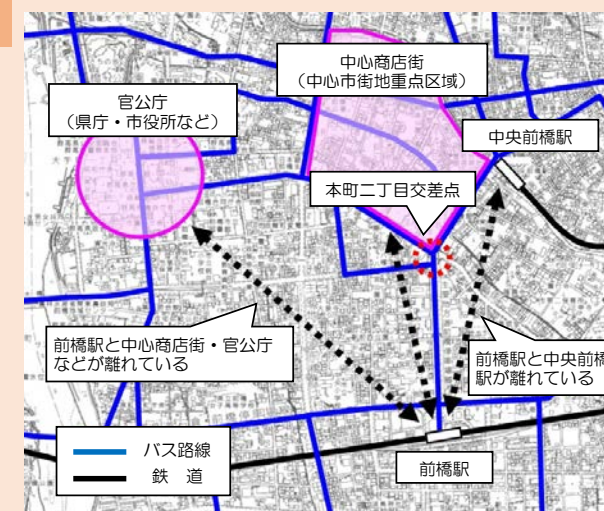 中心商店街
（中心市街地重点区域）
官公庁
（県庁・市役所など）
中央前橋駅
本町二丁目交差点
前橋駅と中心商店街・官公庁
などが離れている
前橋駅と中央前橋
駅が離れている
バス路線
鉄 道
前橋駅